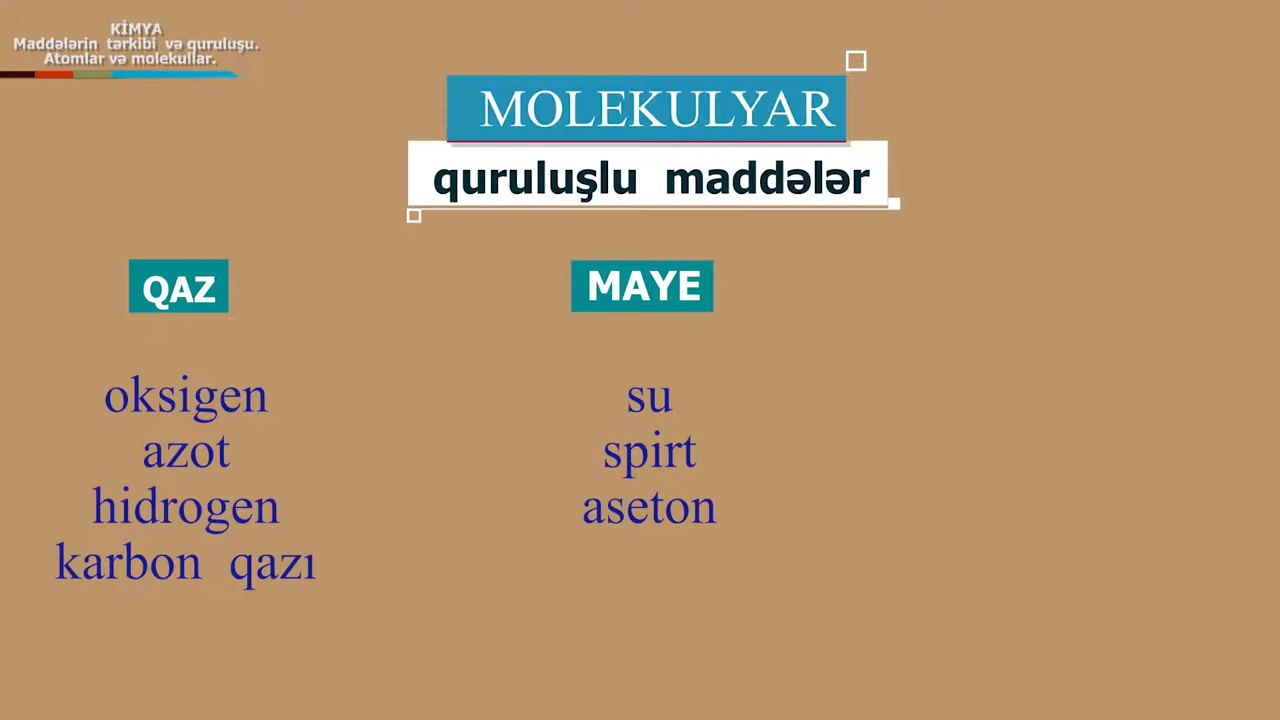 KİMYA
Maddələrin tərkibi və quruluşu.
Atomlar və molekullar.
MOLEKULYAR
quruluşlu maddələr
QAZ
oksigen
azot
hidrogen
karbon qazı
MAYE
su
spirt
aseton